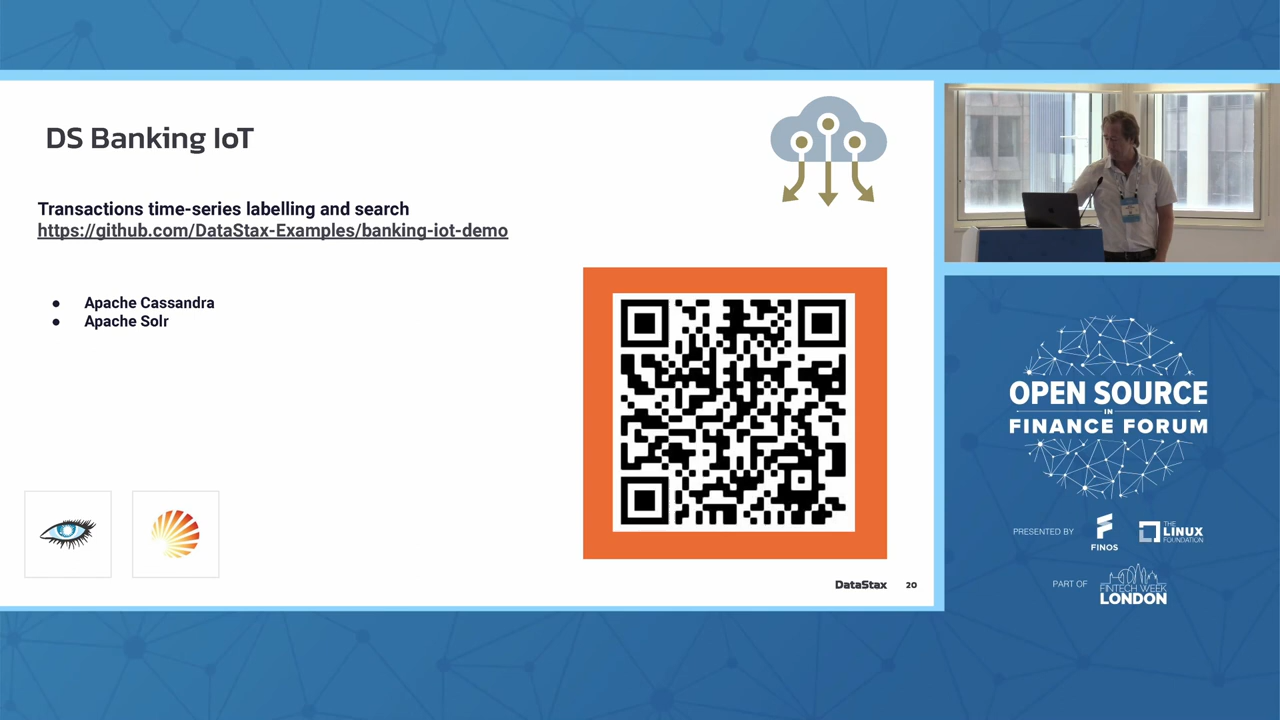 DS Banking IoT
Transactions time-series labelling and search
https://github.com/DataStax-Examples/banking-iot-demo
● Apache Cassandra
● Apache Solr
DataStax 20
OPEN SOURCE
IN
FINANCE FORUM
PRESENTED BY
FINOS
THE
LINUX
FOUNDATION
PART OF
FINTECH WEEK
LONDON